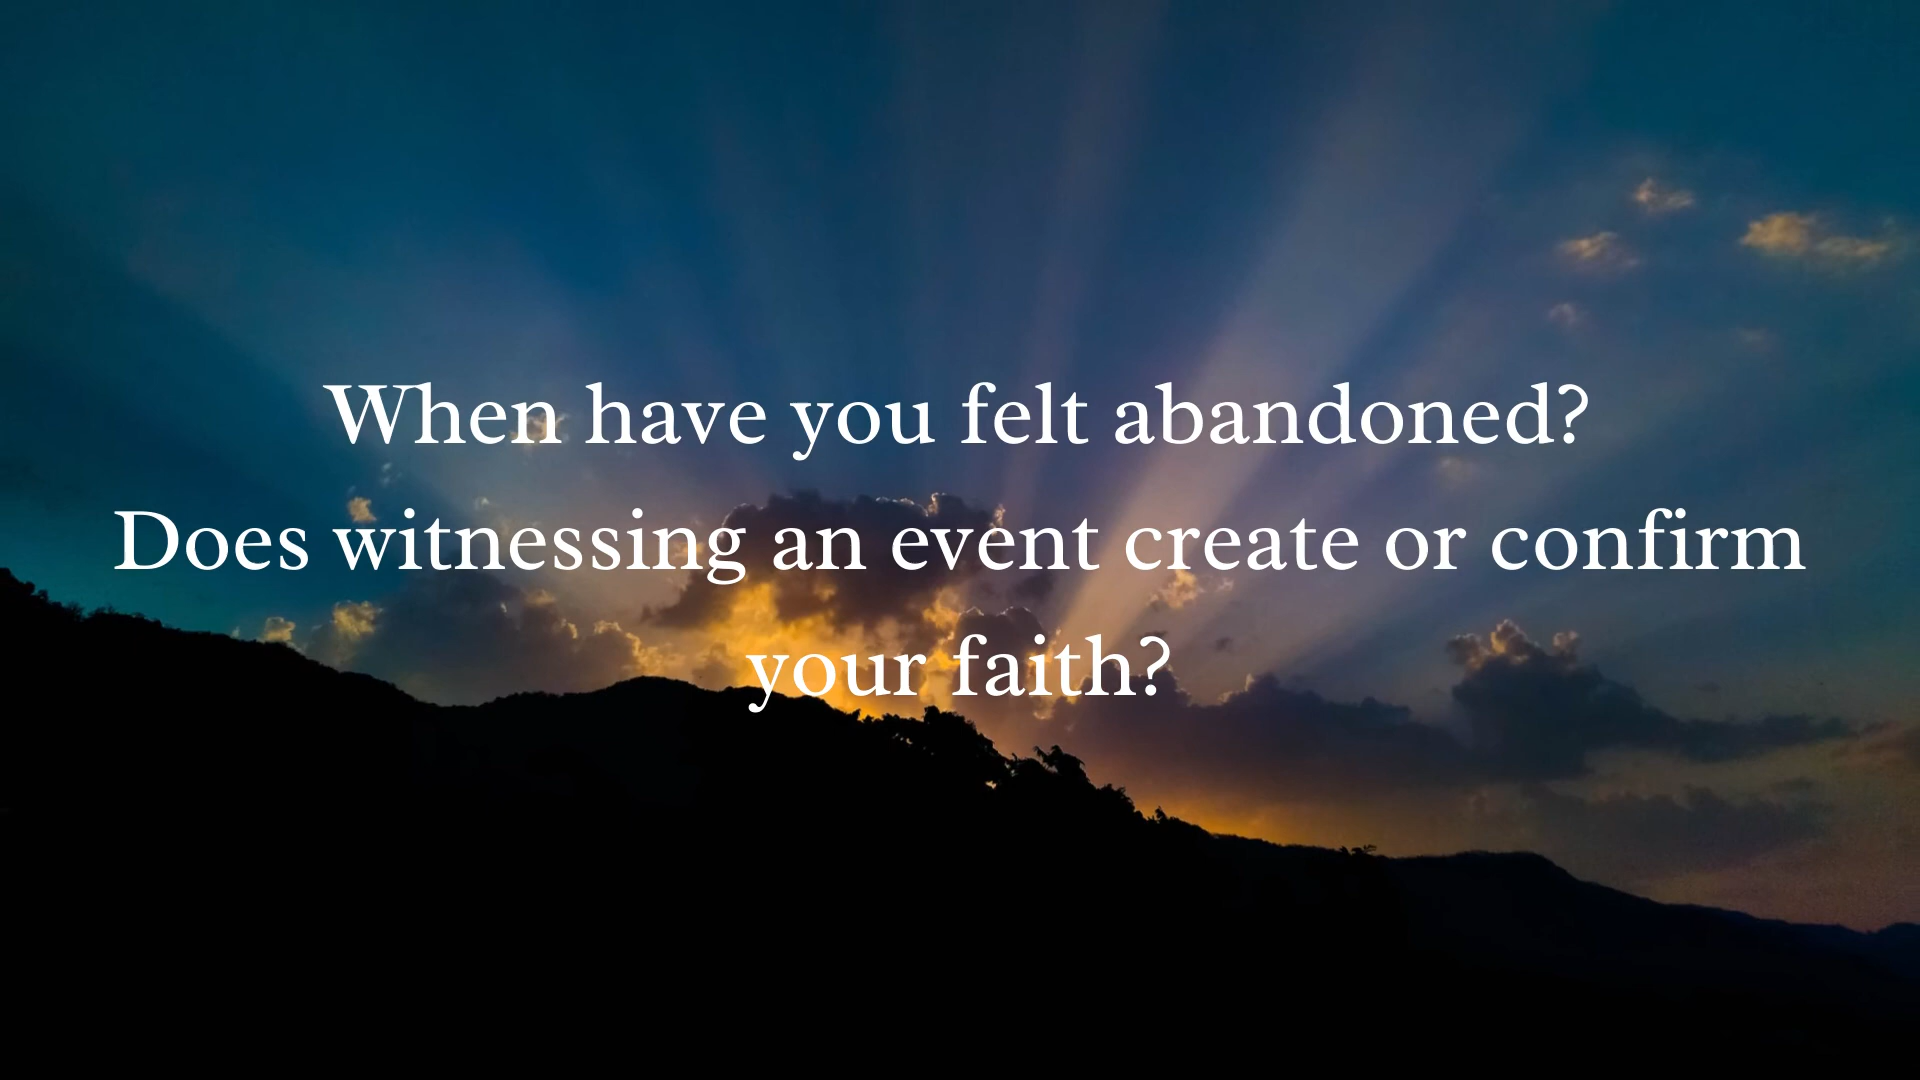 When have you felt abandoned?
Does witnessing an event create or confirm
your faith?